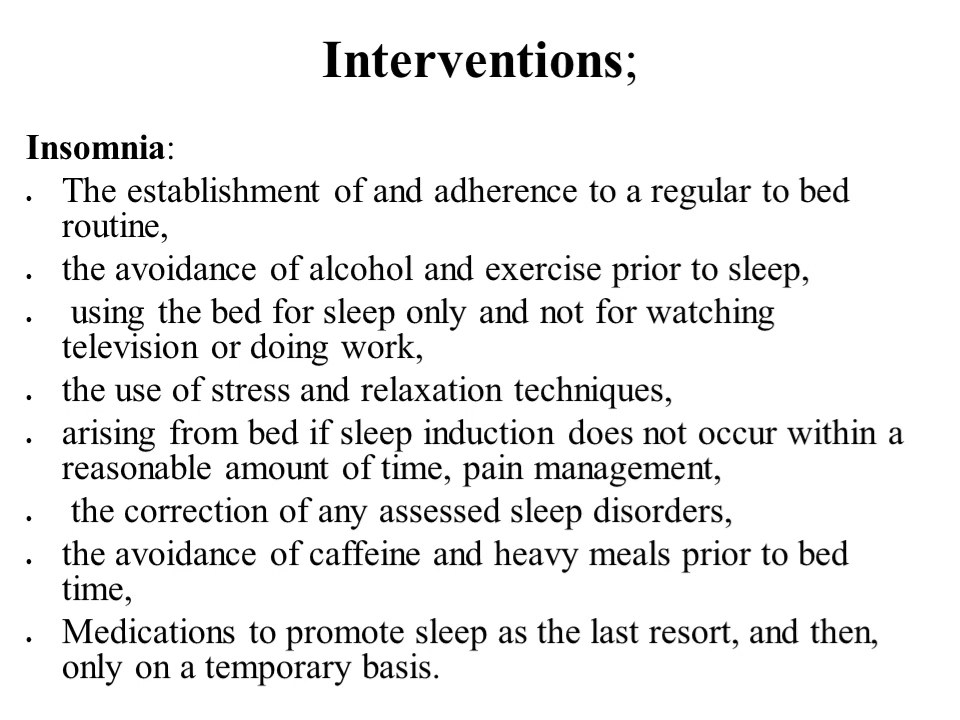 Interventions;
Insomnia:
• The establishment of and adherence to a regular to bed
routine,
• the avoidance of alcohol and exercise prior to sleep,
• using the bed for sleep only and not for watching
television or doing work,
• the use of stress and relaxation techniques,
• arising from bed if sleep induction does not occur within a
reasonable amount of time, pain management,
• the correction of any assessed sleep disorders,
• the avoidance of caffeine and heavy meals prior to bed
time,
• Medications to promote sleep as the last resort, and then,
only on a temporary basis.